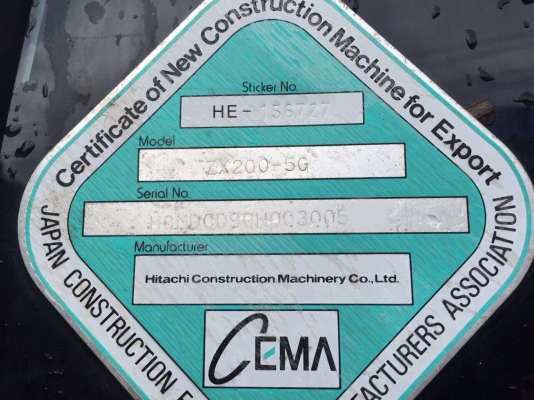 Certificate of New Construction Machine for Export
Sticker No.
HE-156727
Model
ZX200-5G
Serial No.
Manufacturer
Hitachi Construction Machinery Co.,Ltd.
CEMA
JAPAN CONSTRUCTION
ASSOCIATION